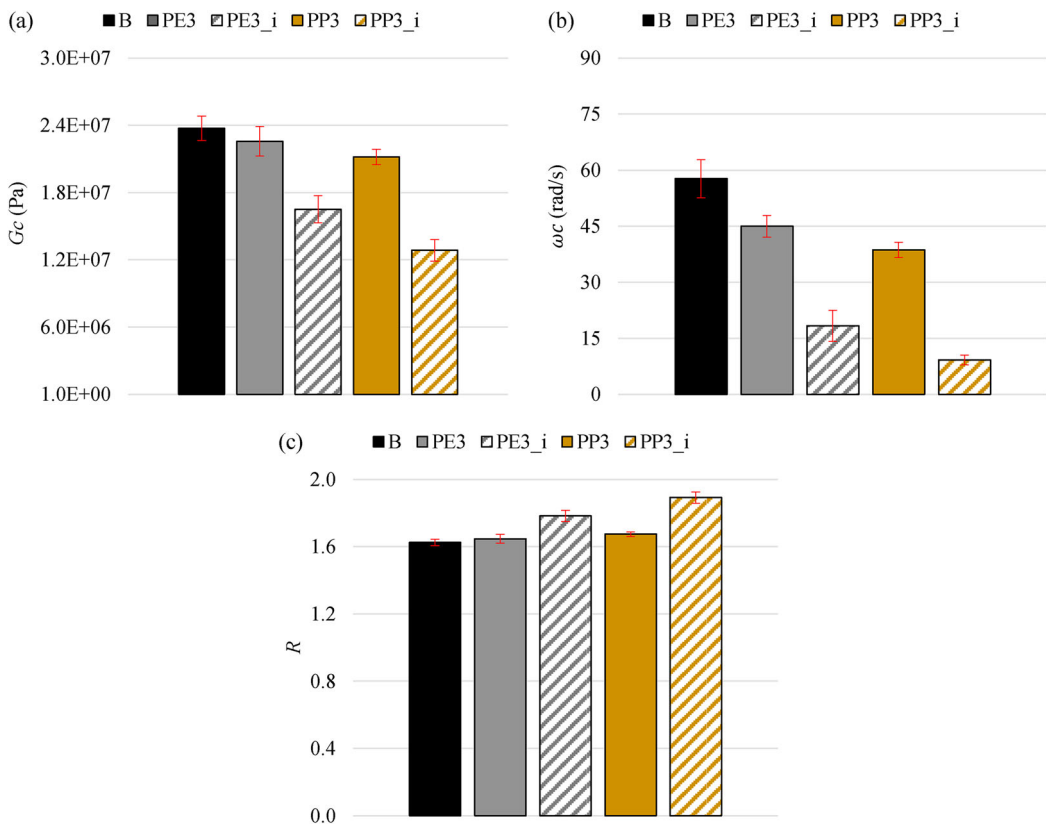 (a)
B PE3 PE3_i PP3 PP3_i
3.0E+07
2.4E+07
1.8E+07
1.2E+07
6.0E+06
1.0E+00
Gc (Pa)
(b)
B PE3 PE3_i PP3 PP3_i
90
75
60
45
30
15
0
ωc (rad/s)
(c)
B PE3 PE3_i PP3 PP3_i
2.0
1.6
1.2
0.8
0.4
0.0
R